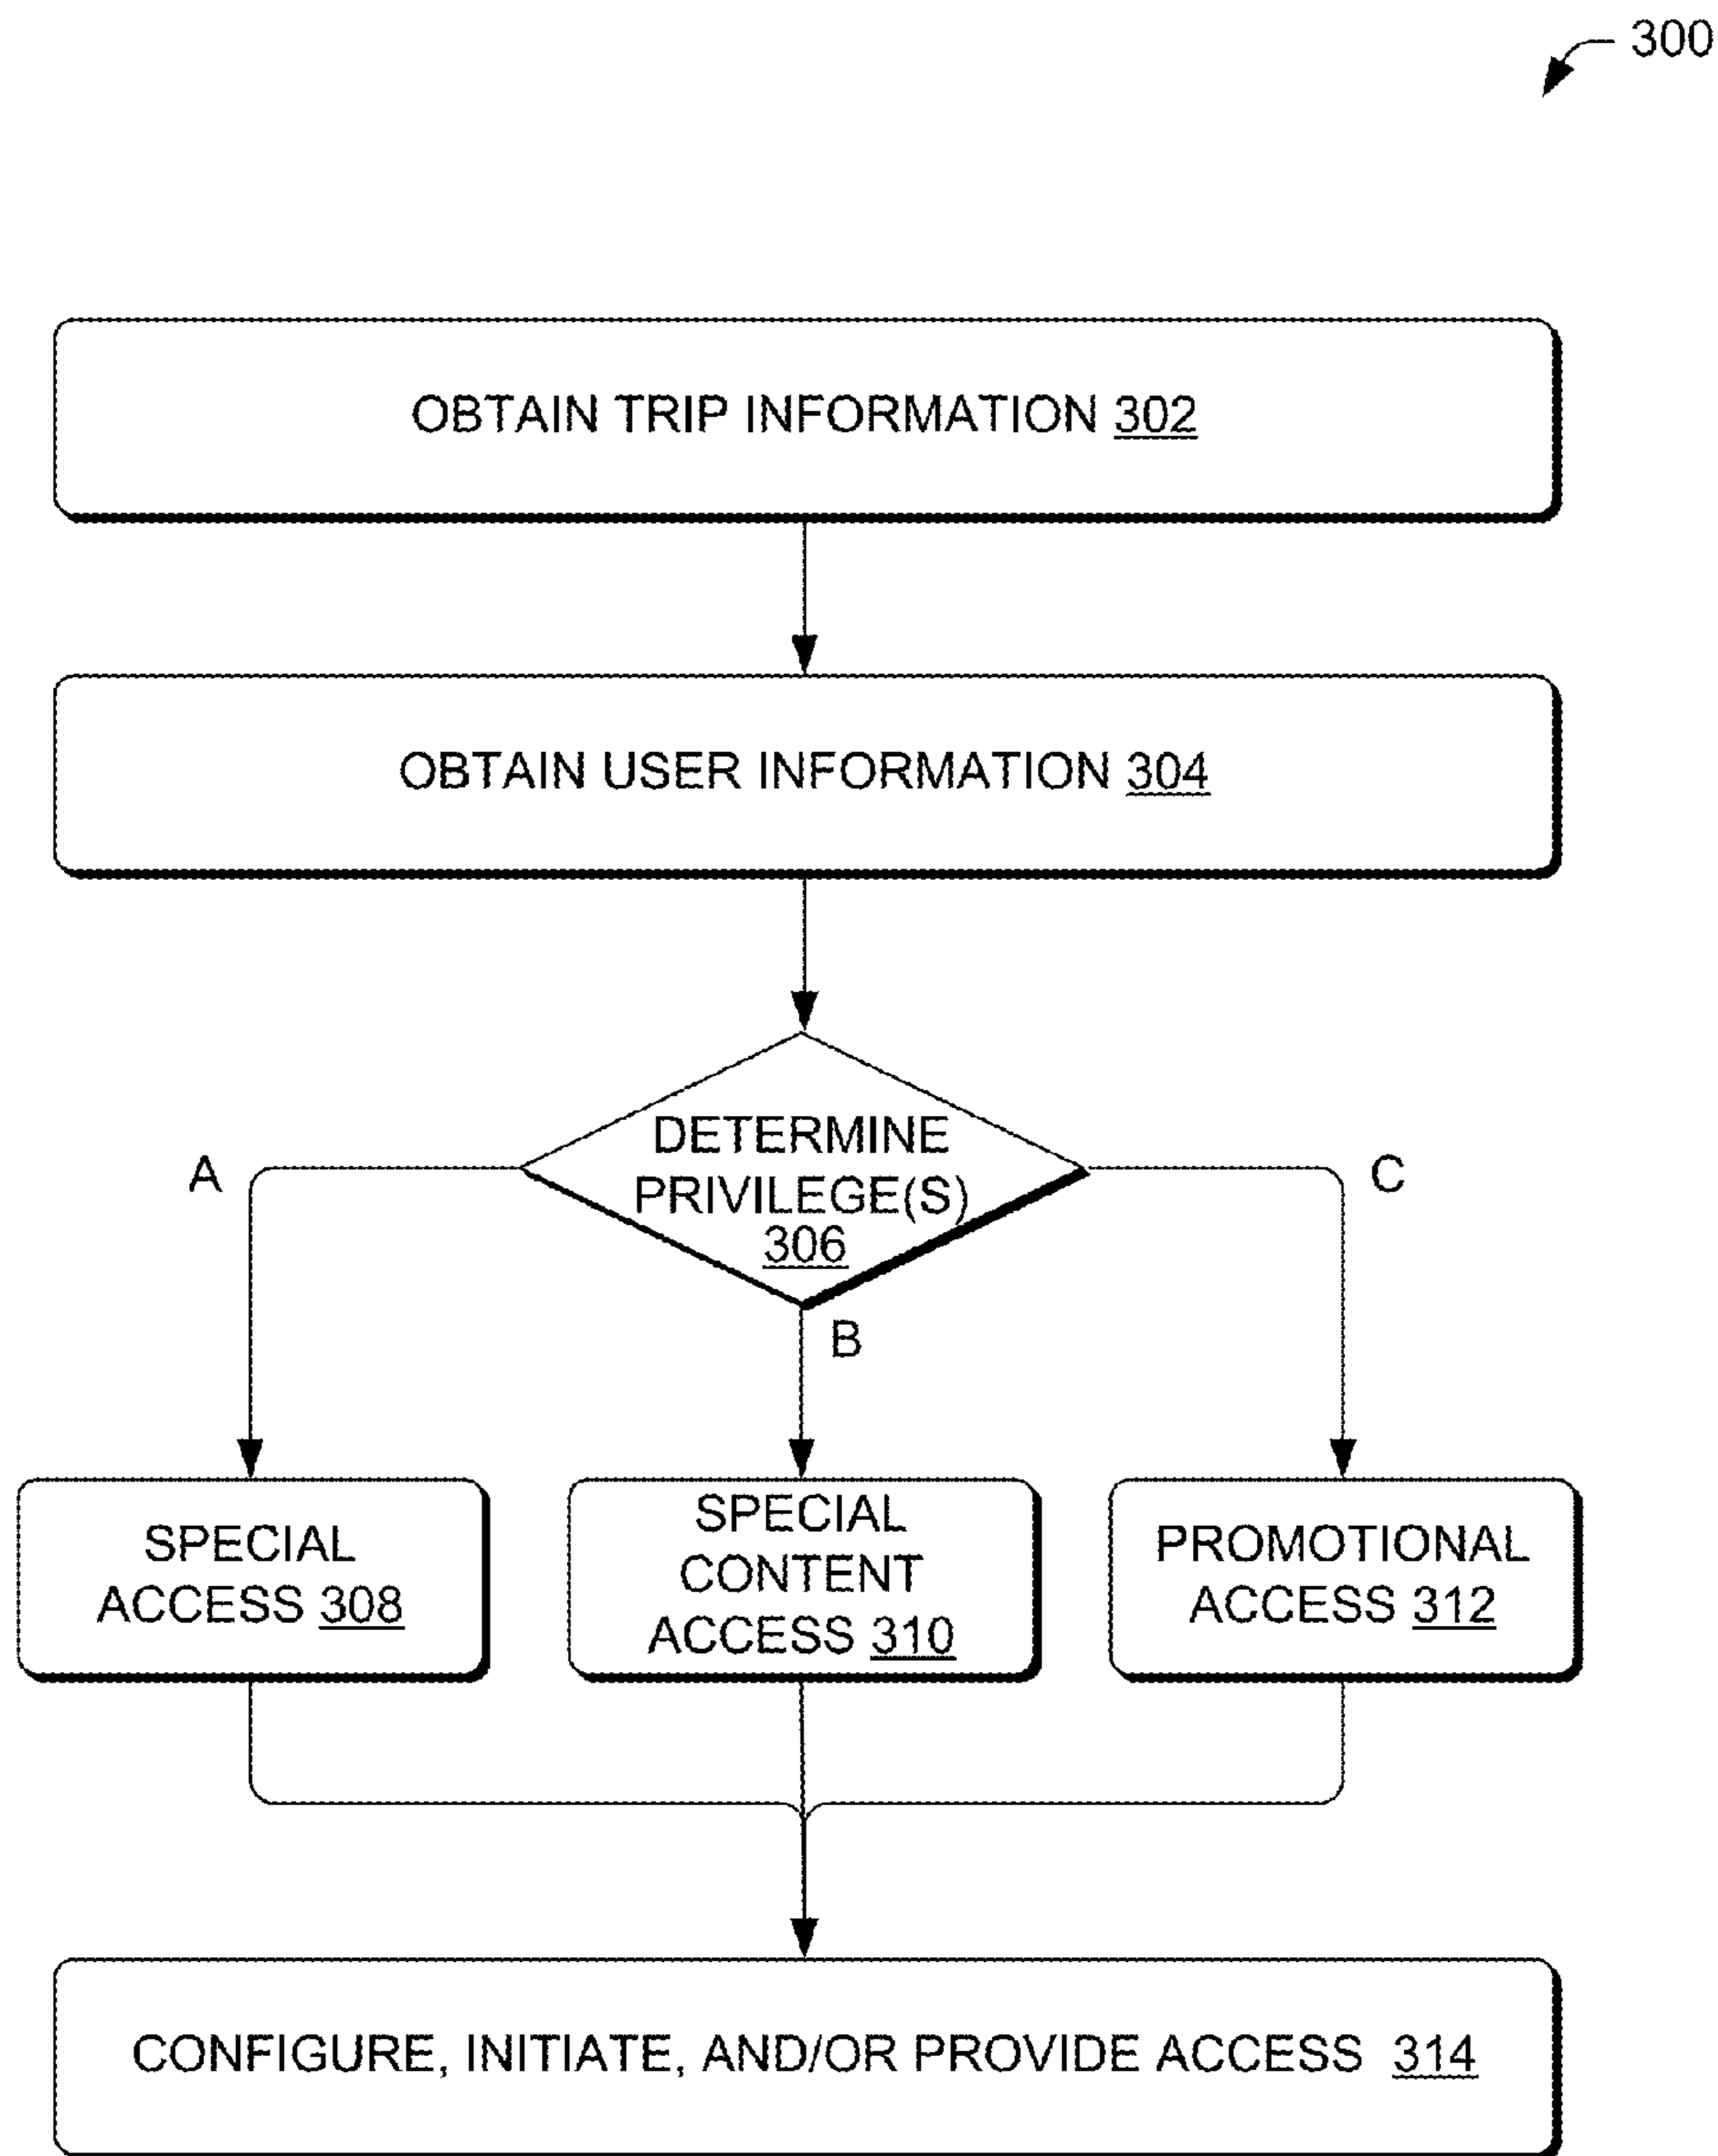 300
OBTAIN TRIP INFORMATION 302
OBTAIN USER INFORMATION 304
DETERMINE
PRIVILEGE(S)
306
A
C
B
SPECIAL
ACCESS 308
SPECIAL
CONTENT
ACCESS 310
PROMOTIONAL
ACCESS 312
CONFIGURE, INITIATE, AND/OR PROVIDE ACCESS 314